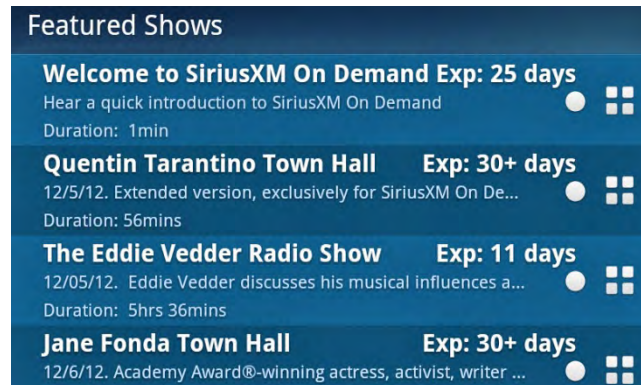 Featured Shows
Welcome to SiriusXM On Demand Exp: 25 days
Hear a quick introduction to SiriusXM On Demand
Duration: 1min
Quentin Tarantino Town Hall Exp: 30+ days
12/5/12. Extended version, exclusively for SiriusXM On De...
Duration: 56mins
The Eddie Vedder Radio Show Exp: 11 days
12/05/12. Eddie Vedder discusses his musical influences a...
Duration: 5hrs 36mins
Jane Fonda Town Hall Exp: 30+ days
12/6/12. Academy Award®-winning actress, activist, writer ...